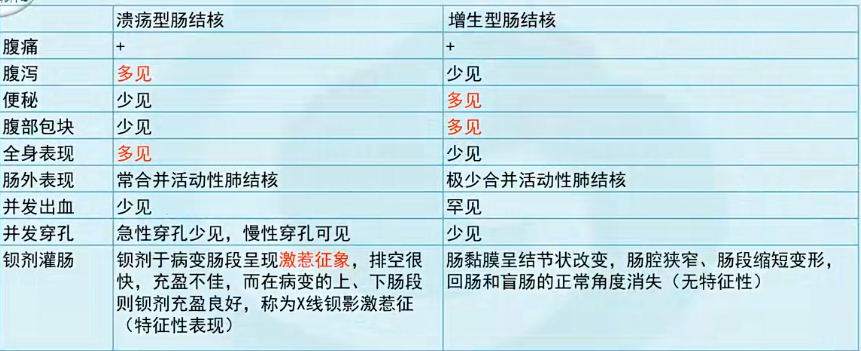 溃疡型肠结核 增生型肠结核
腹痛 + +
腹泻 多见 少见
便秘 少见 多见
腹部包块 少见 多见
全身表现 多见 少见
肠外表现 常合并活动性肺结核 极少合并活动性肺结核
并发出血 少见 罕见
并发穿孔 急性穿孔少见，慢性穿孔可见 少见
钡剂灌肠 钡剂于病变肠段呈现激惹征象，排空很 肠黏膜呈结节状改变，肠腔狭窄、肠段缩短变形，
快，充盈不佳，而在病变的上、下肠段 回肠和盲肠的正常角度消失（无特征性）
则钡剂充盈良好，称为X线钡影激惹征
（特征性表现）